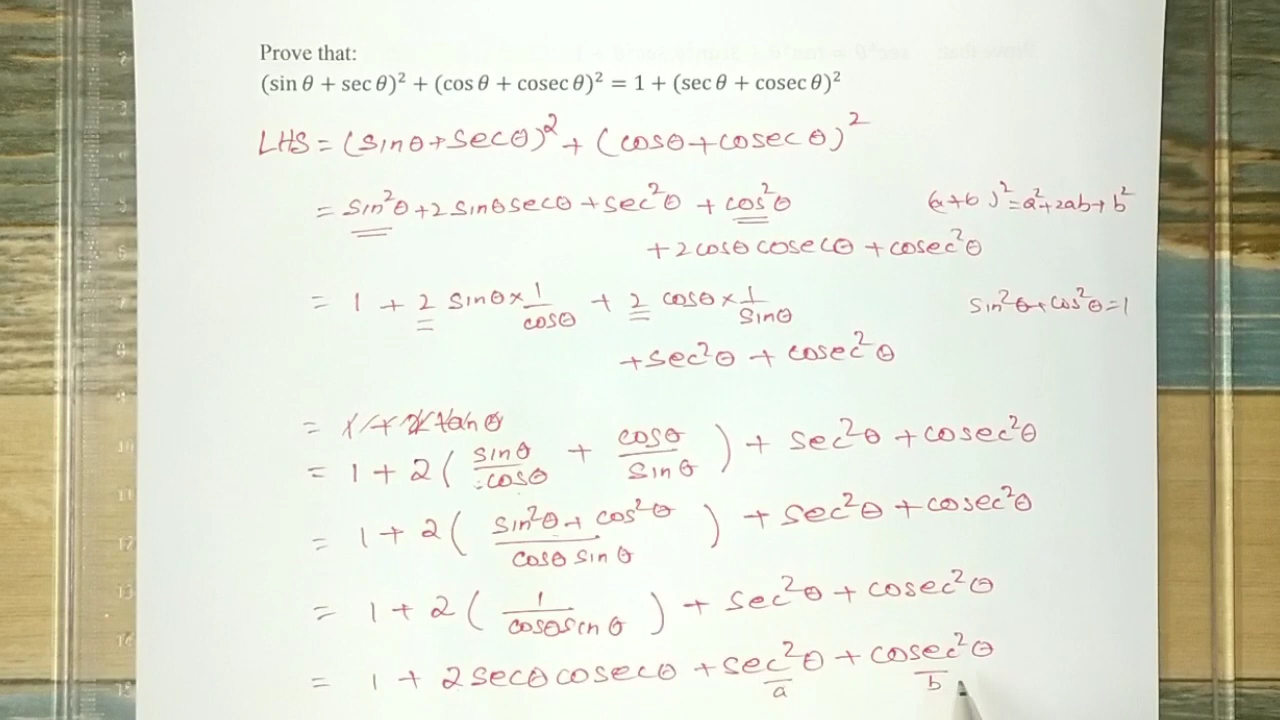 Prove that:
(sin θ + sec θ)² + (cos θ + cosec θ)² = 1 + (sec θ + cosec θ)²
LHS = (sinθ + secθ)² + (cosθ + cosecθ)²
= sin²θ + 2 sinθ secθ + sec²θ + cos²θ
(a+b)² = a² + 2ab + b²
+ 2 cosθ cosecθ + cosec²θ
= 1 + 2 sinθ × 1/cosθ + 2 cosθ × 1/sinθ
sin²θ + cos²θ = 1
+ sec²θ + cosec²θ
= 1 + 2 tan θ
= 1 + 2 ( sinθ/cosθ + cosθ/sinθ ) + sec²θ + cosec²θ
= 1 + 2 ( sin²θ + cos²θ / cosθ sinθ ) + sec²θ + cosec²θ
= 1 + 2 ( 1/cosθ sinθ ) + sec²θ + cosec²θ
= 1 + 2 secθ cosecθ + sec²θ + cosec²θ
a b